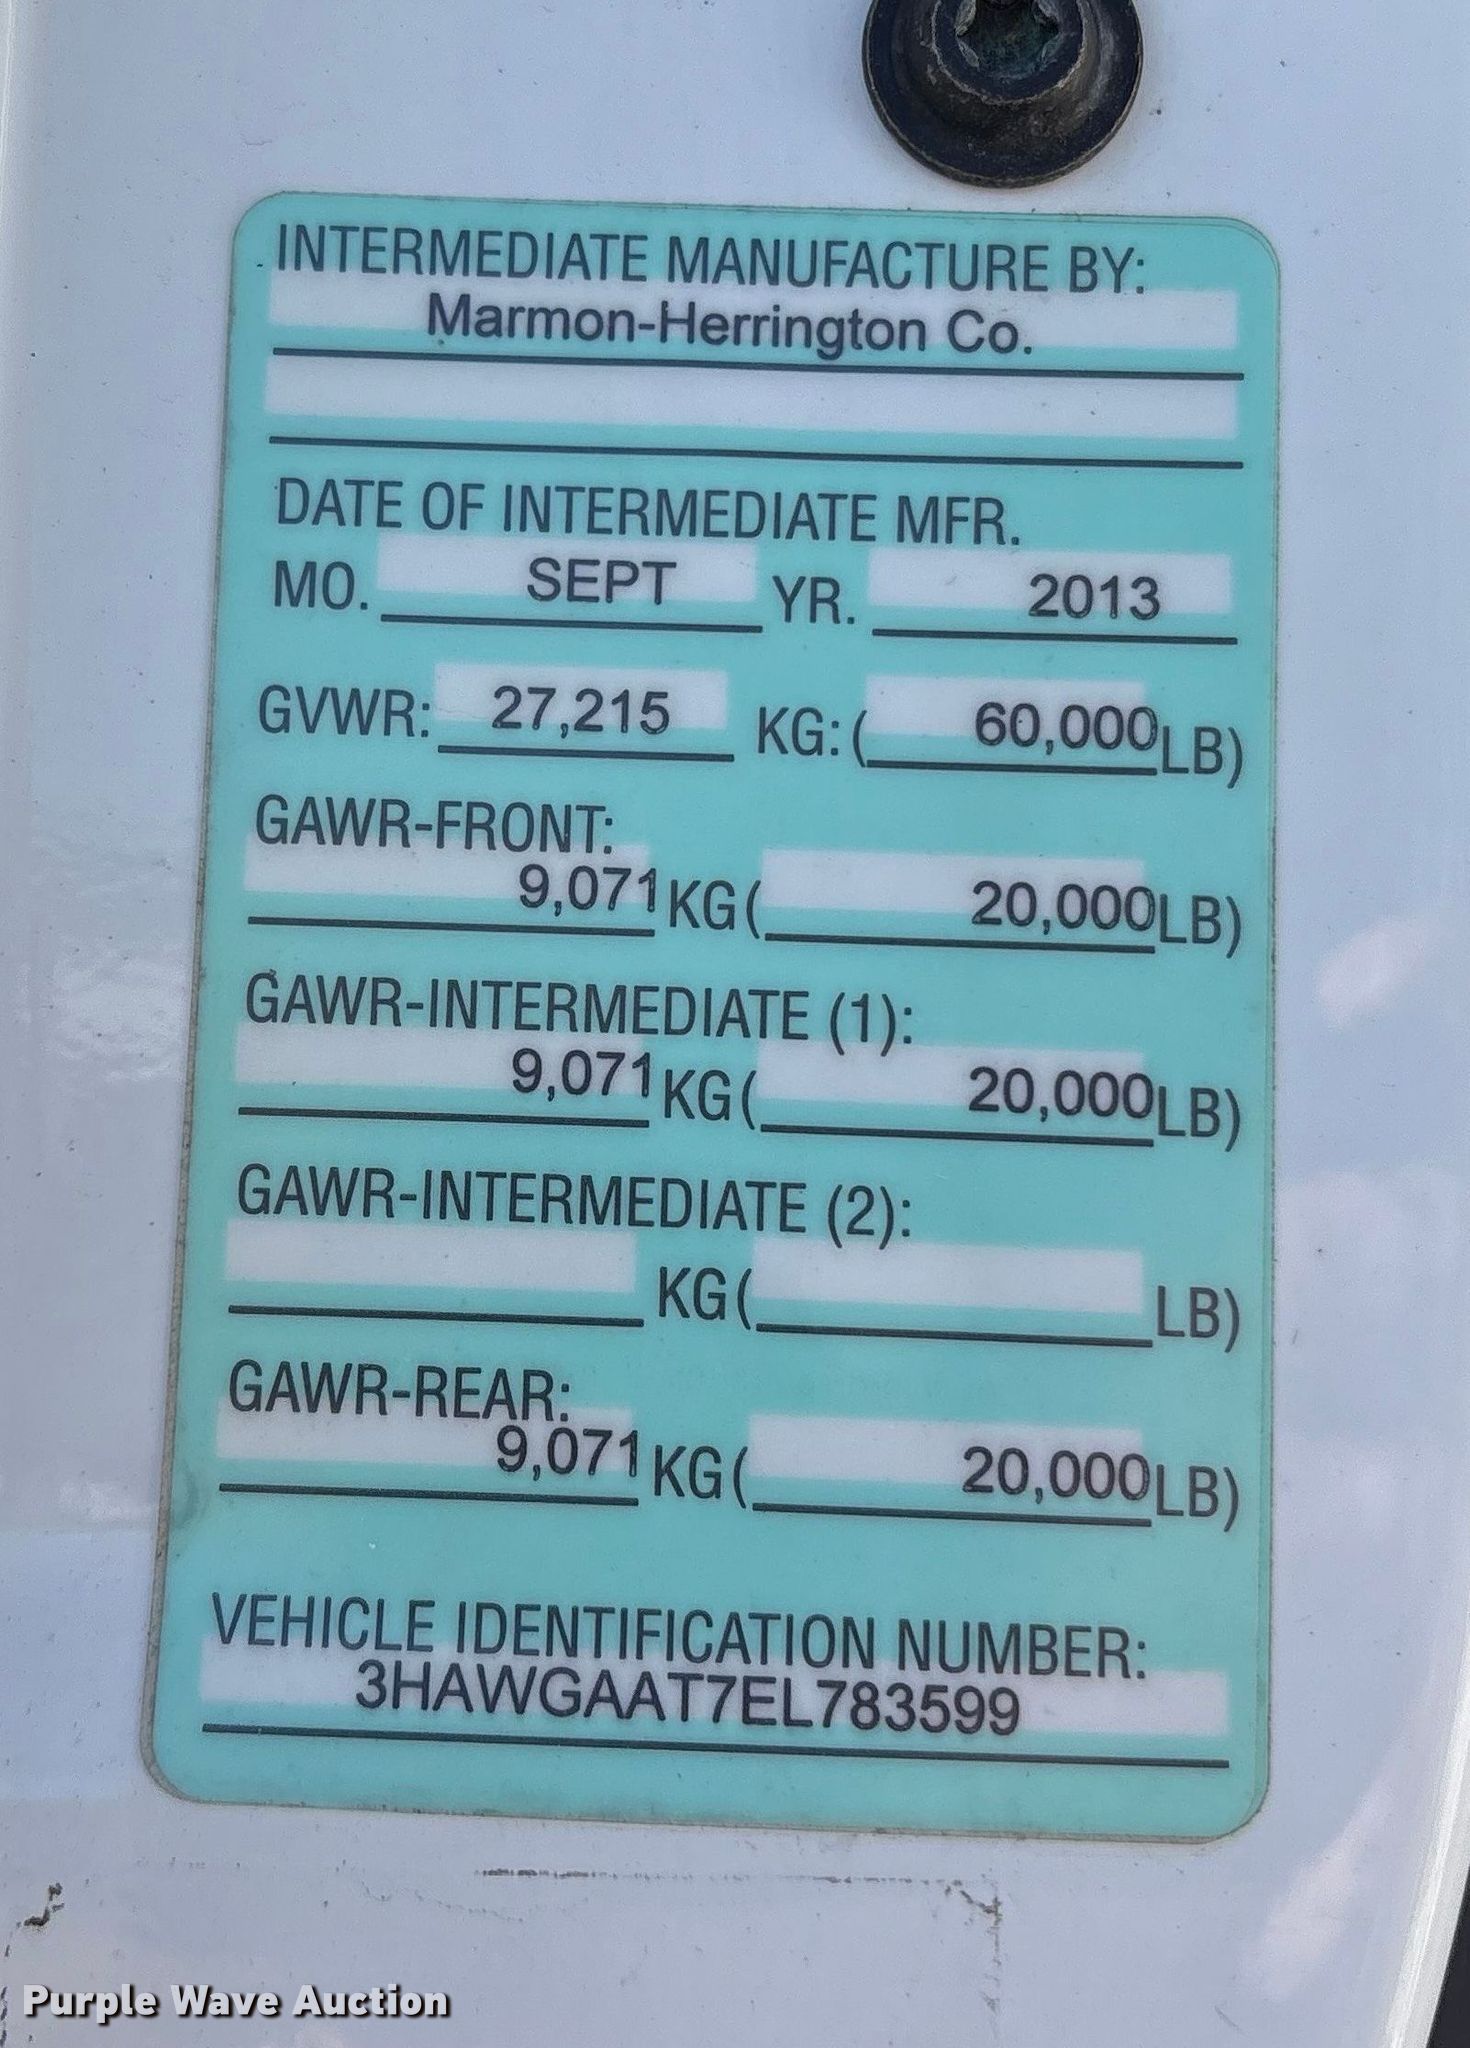 INTERMEDIATE MANUFACTURE BY:
Marmon-Herrington Co.
DATE OF INTERMEDIATE MFR.
MO. SEPT YR. 2013
GVWR: 27,215 KG: ( 60,000 LB)
GAWR-FRONT:
9,071 KG ( 20,000 LB)
GAWR-INTERMEDIATE (1):
9,071 KG ( 20,000 LB)
GAWR-INTERMEDIATE (2):
KG ( LB)
GAWR-REAR:
9,071 KG ( 20,000 LB)
VEHICLE IDENTIFICATION NUMBER:
3HAWGAAT7EL783599
Purple Wave Auction